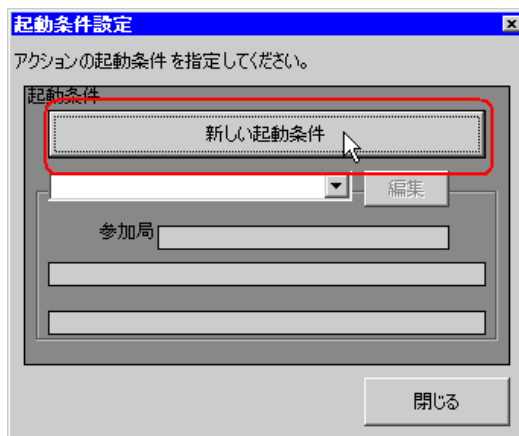 起動条件設定
アクションの起動条件を指定してください。
起動条件
新しい起動条件
編集
参加局
閉じる